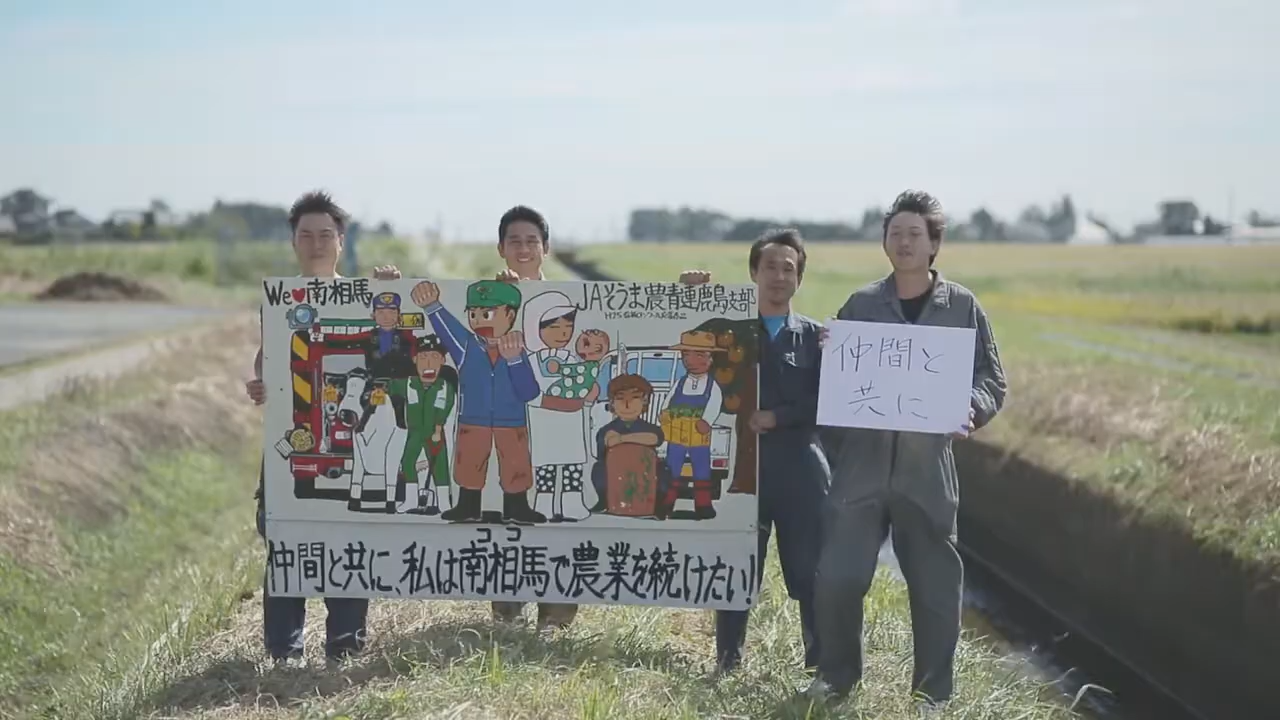 We♥南相馬
JAそうま農青連鹿島支部
ココ
仲間と共に、私は南相馬で農業を続けたい!
仲間と
共に